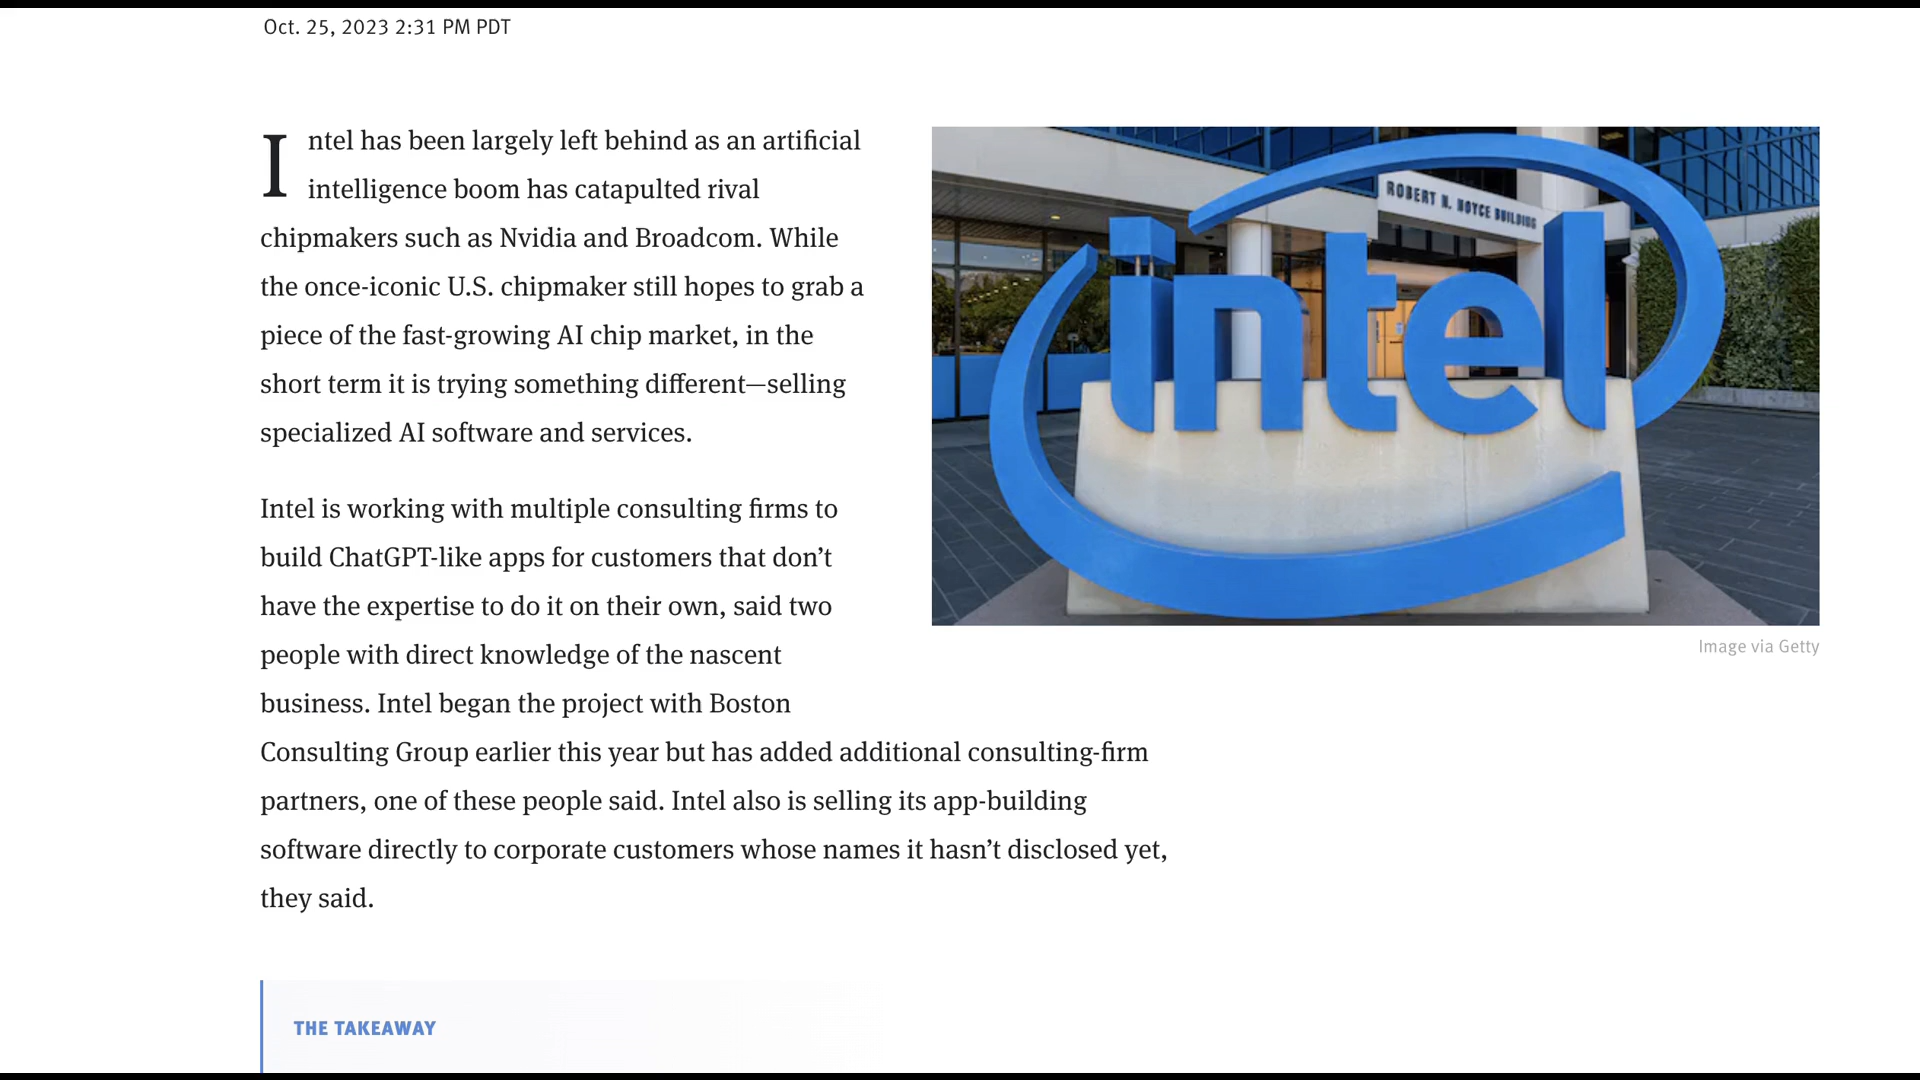 Oct. 25, 2023 2:31 PM PDT
Intel has been largely left behind as an artificial
intelligence boom has catapulted rival
chipmakers such as Nvidia and Broadcom. While
the once-iconic U.S. chipmaker still hopes to grab a
piece of the fast-growing AI chip market, in the
short term it is trying something different—selling
specialized AI software and services.
ROBERT N. NOYCE BUILDING
intel
Image via Getty
Intel is working with multiple consulting firms to
build ChatGPT-like apps for customers that don’t
have the expertise to do it on their own, said two
people with direct knowledge of the nascent
business. Intel began the project with Boston
Consulting Group earlier this year but has added additional consulting-firm
partners, one of these people said. Intel also is selling its app-building
software directly to corporate customers whose names it hasn’t disclosed yet,
they said.
THE TAKEAWAY